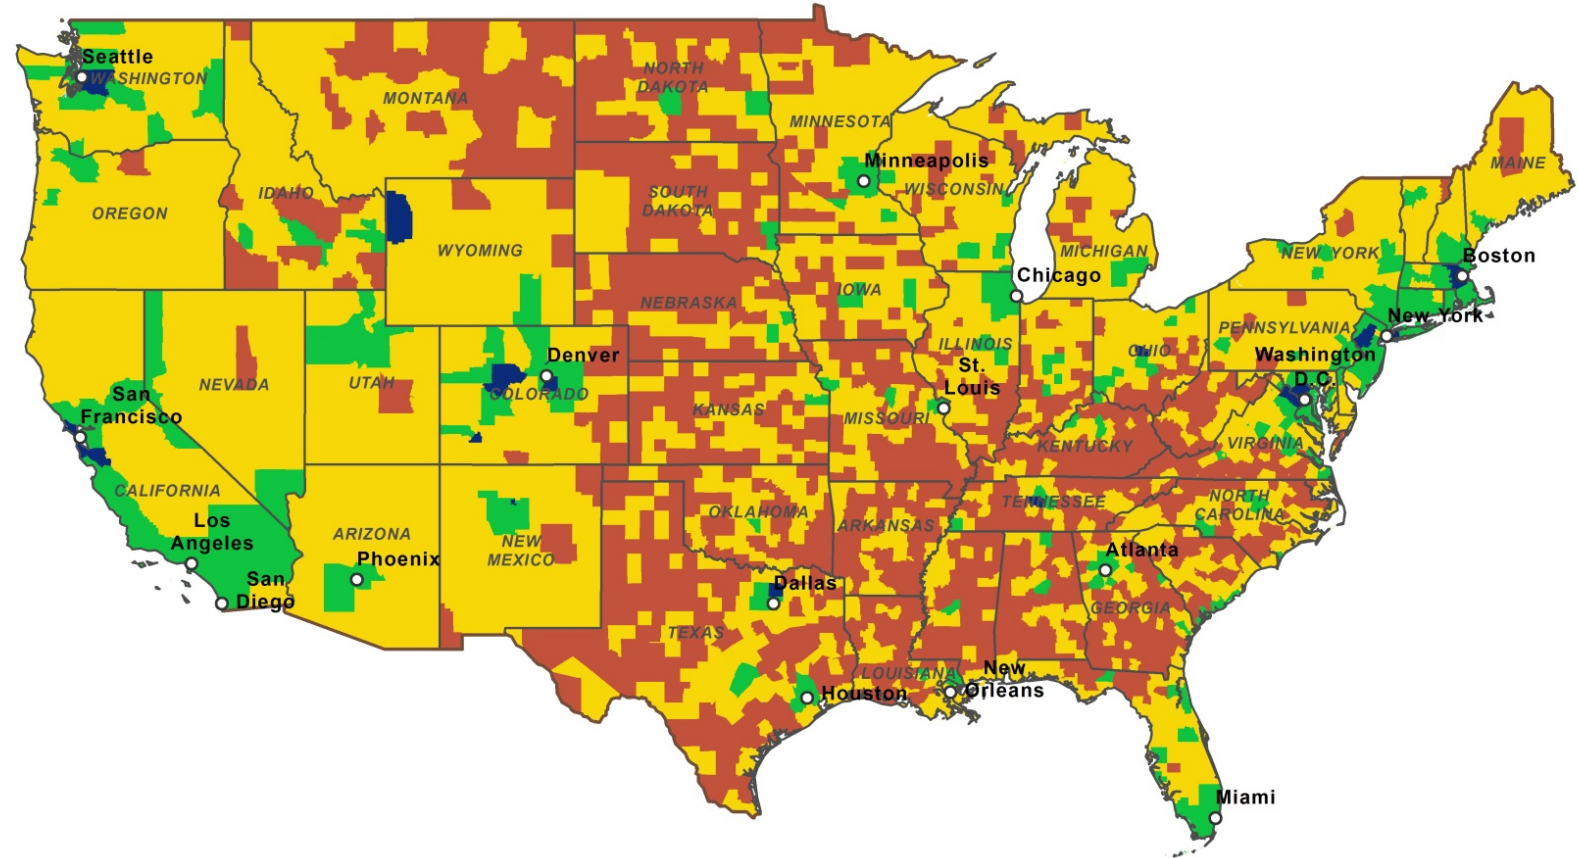 Seattle
WASHINGTON
MONTANA
NORTH
DAKOTA
MINNESOTA
Minneapolis
WISCONSIN
MAINE
OREGON
IDAHO
SOUTH
DAKOTA
WYOMING
MICHIGAN
NEW YORK
Boston
Chicago
IOWA
NEBRASKA
New York
PENNSYLVANIA
Washington
D.C.
OHIO
ILLINOIS
St.
Louis
Denver
COLORADO
NEVADA
UTAH
San
Francisco
KANSAS
MISSOURI
KENTUCKY
VIRGINIA
CALIFORNIA
Los
Angeles
San
Diego
ARIZONA
Phoenix
NEW
MEXICO
OKLAHOMA
ARKANSAS
TENNESSEE
NORTH
CAROLINA
Atlanta
GEORGIA
Dallas
TEXAS
Houston
LOUISIANA
New
Orleans
Miami